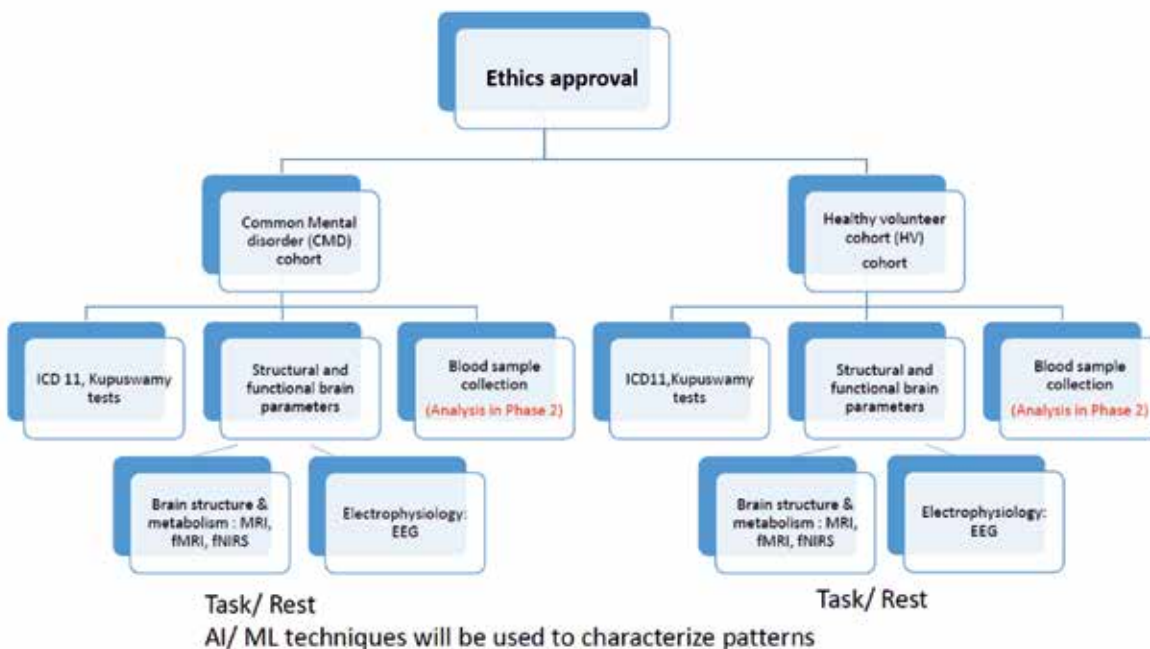 Ethics approval
Common Mental
disorder (CMD)
cohort
Healthy volunteer
cohort (HV)
cohort
ICD 11, Kupuswamy
tests
Structural and
functional brain
parameters
Blood sample
collection
(Analysis in Phase 2)
ICD11,Kupuswamy
tests
Structural and
functional brain
parameters
Blood sample
collection
(Analysis in Phase 2)
Brain structure &
metabolism : MRI,
fMRI, fNIRS
Electrophysiology:
EEG
Brain structure &
metabolism : MRI,
fMRI, fNIRS
Electrophysiology:
EEG
Task/ Rest
Task/ Rest
AI/ ML techniques will be used to characterize patterns